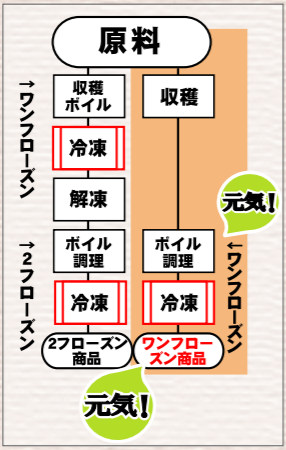 原料
→ワンフローズン
収穫
ボイル
冷凍
解凍
→2フローズン
ボイル
調理
冷凍
2フローズン
商品
収穫
元気!
←ワンフローズン
ボイル
調理
冷凍
ワンフロー
ズン商品
元気!